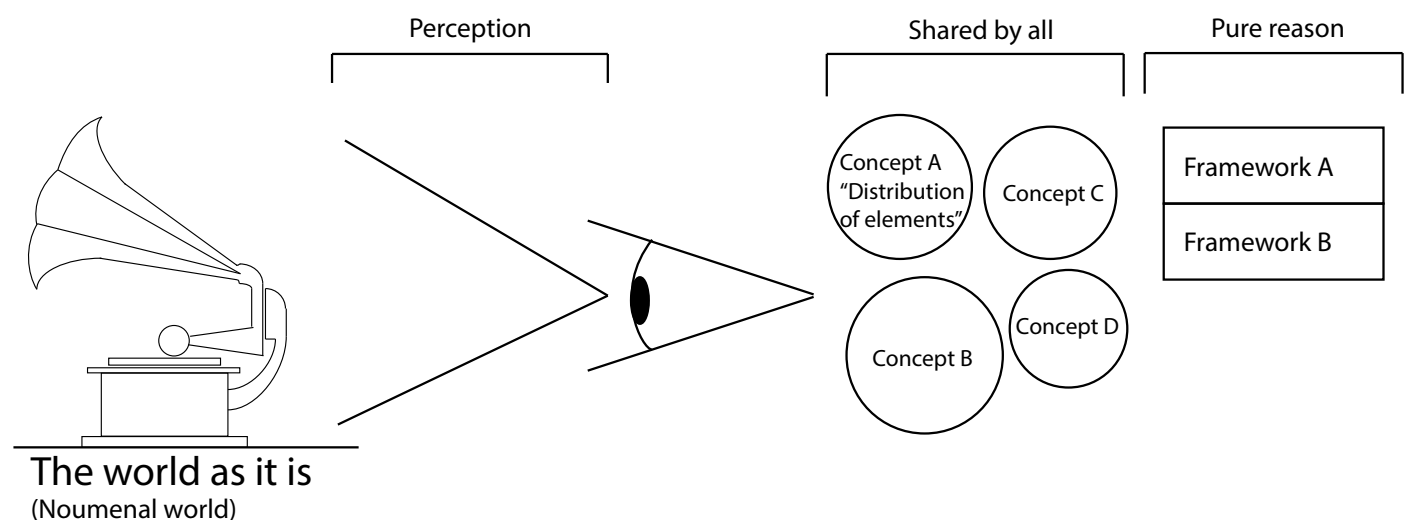 Perception
Shared by all
Pure reason
Concept A
“Distribution
of elements”
Concept C
Concept B
Concept D
Framework A
Framework B
The world as it is
(Noumenal world)